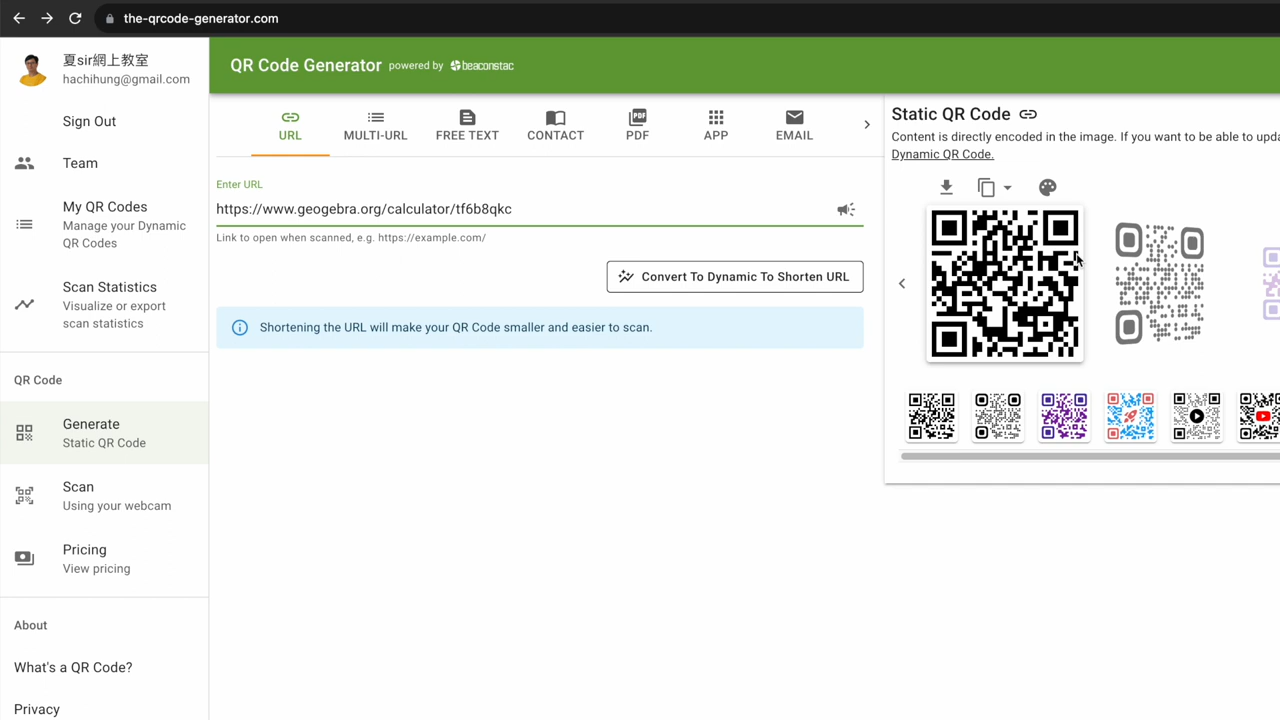 the-qrcode-generator.com
夏sir網上教室
hachihung@gmail.com
Sign Out
Team
My QR Codes
Manage your Dynamic
QR Codes
Scan Statistics
Visualize or export
scan statistics
QR Code
Generate
Static QR Code
Scan
Using your webcam
Pricing
View pricing
About
What's a QR Code?
Privacy
QR Code Generator powered by beaconstac
URL
MULTI-URL
FREE TEXT
CONTACT
PDF
PDF
APP
EMAIL
Enter URL
https://www.geogebra.org/calculator/tf6b8qkc
Link to open when scanned, e.g. https://example.com/
Convert To Dynamic To Shorten URL
Shortening the URL will make your QR Code smaller and easier to scan.
Static QR Code
Content is directly encoded in the image. If you want to be able to upda
Dynamic QR Code.